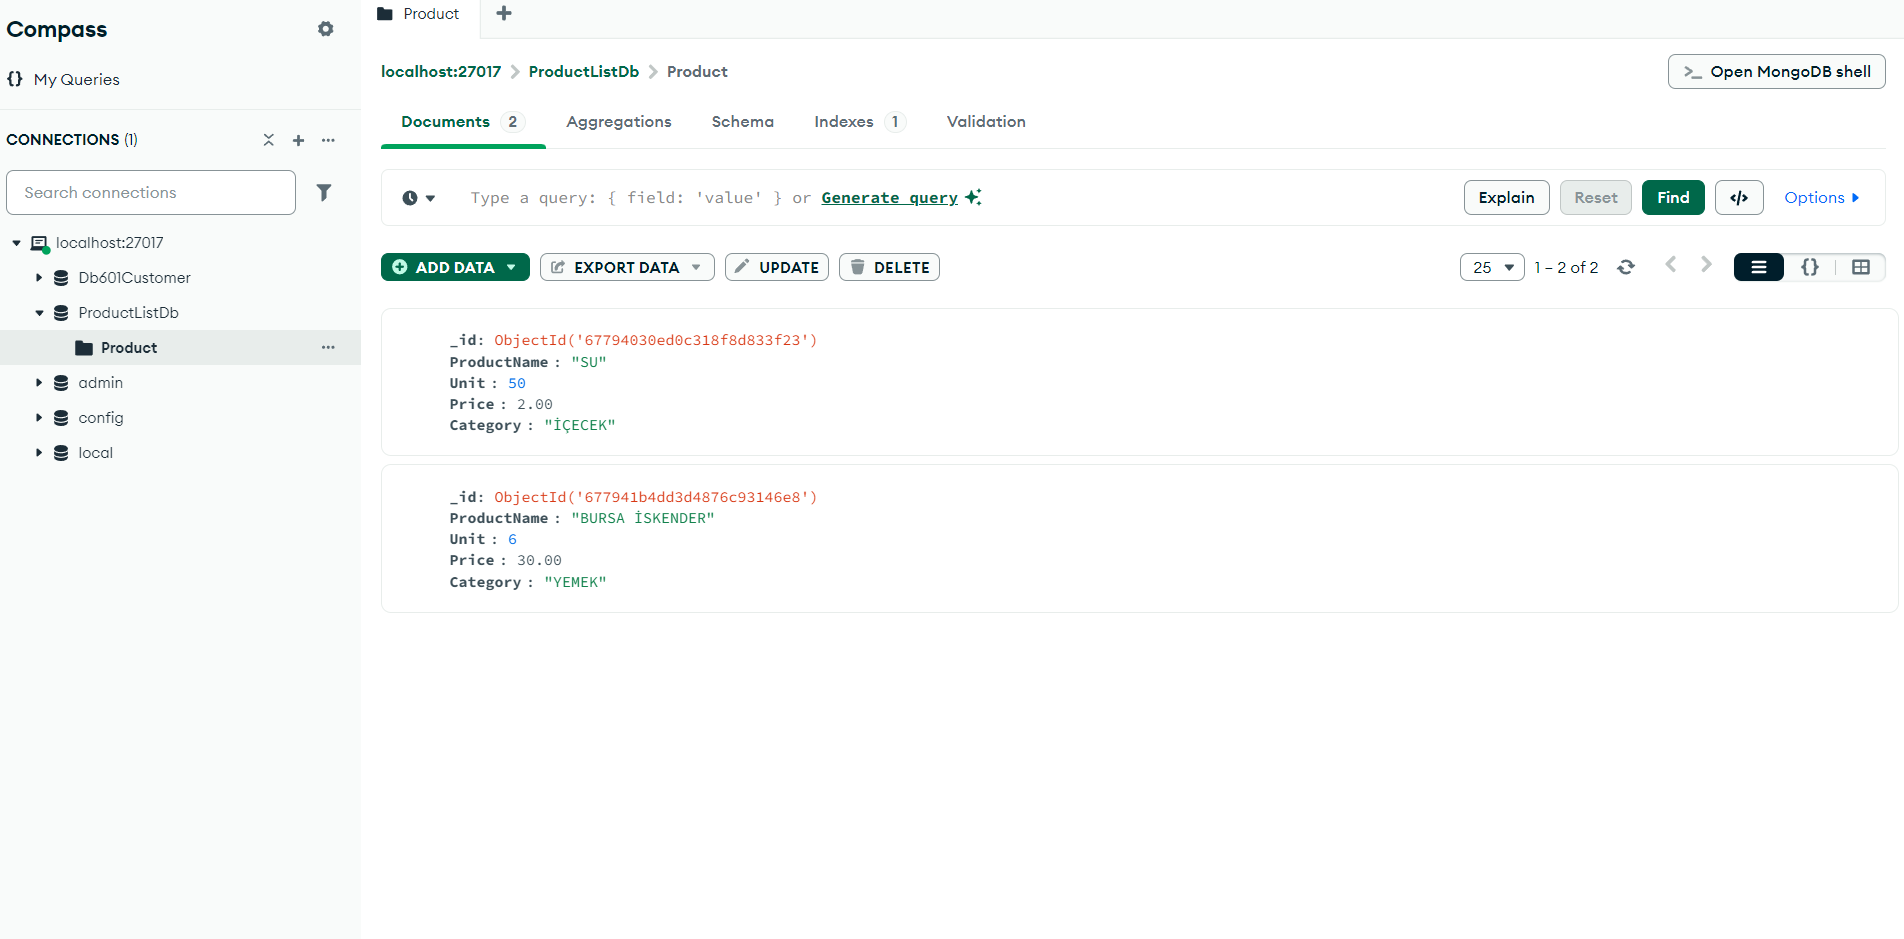 Compass
My Queries
CONNECTIONS (1)
Search connections
localhost:27017
Db601Customer
ProductListDb
Product
admin
config
local
Product
localhost:27017 > ProductListDb > Product
>_ Open MongoDB shell
Documents 2 Aggregations Schema Indexes 1 Validation
Type a query: { field: 'value' } or Generate query
Explain Reset Find </> Options
ADD DATA EXPORT DATA UPDATE DELETE
25 1 – 2 of 2 {}
_id: ObjectId('67794030ed0c318f8d833f23')
ProductName : "SU"
Unit : 50
Price : 2.00
Category : "İÇECEK"
_id: ObjectId('677941b4dd3d4876c93146e8')
ProductName : "BURSA İSKENDER"
Unit : 6
Price : 30.00
Category : "YEMEK"